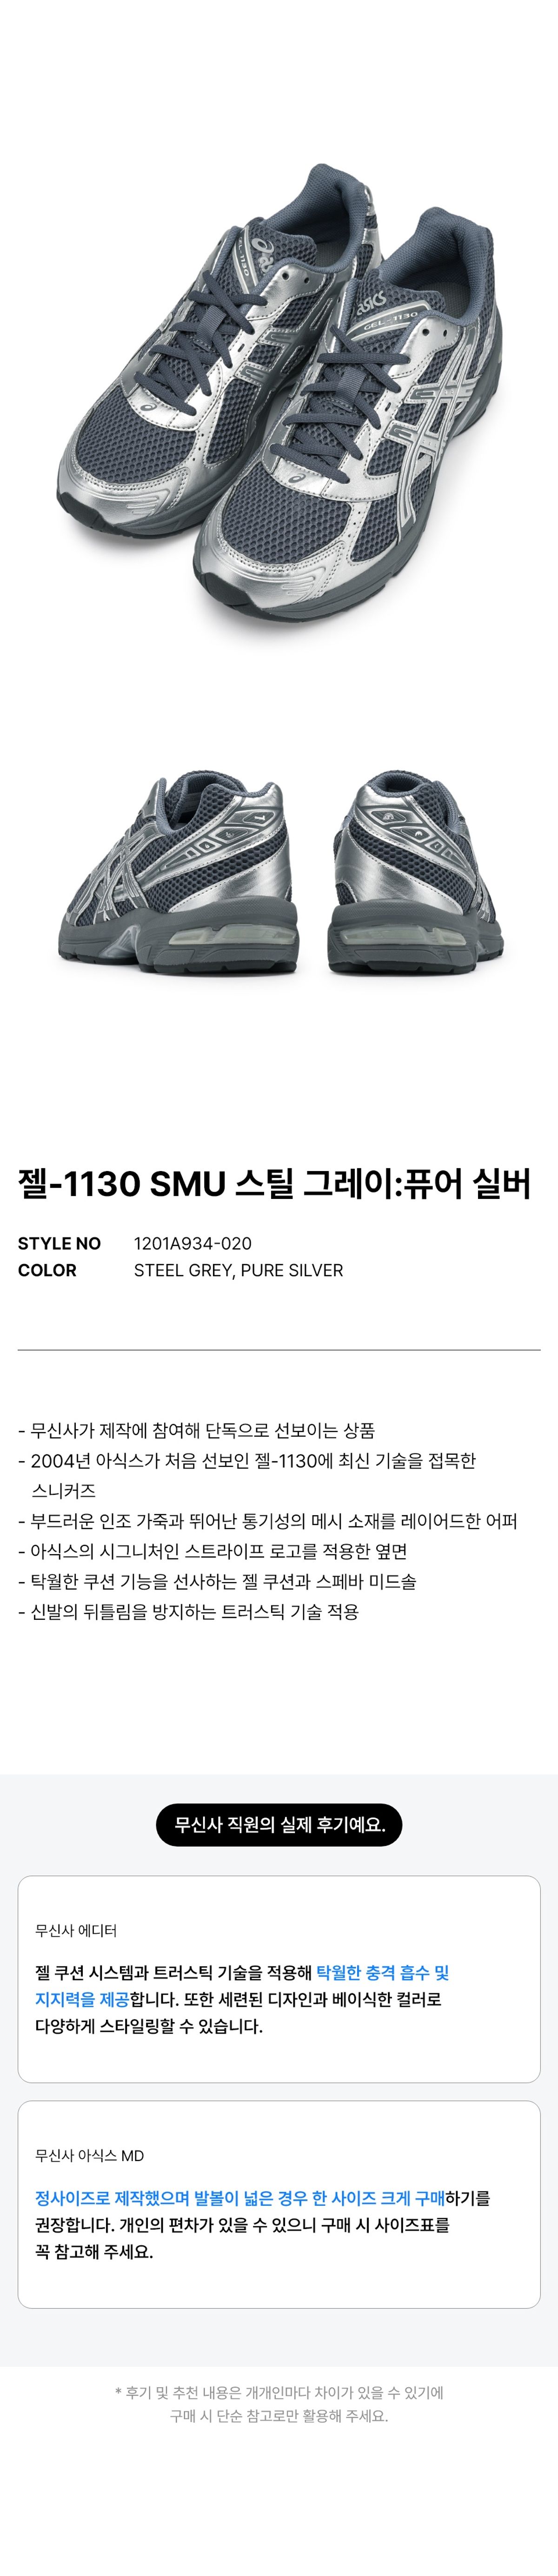 asics
GEL-1130
asics
GEL-1130
젤-1130 SMU 스틸 그레이:퓨어 실버
STYLE NO 1201A934-020
COLOR STEEL GREY, PURE SILVER
- 무신사가 제작에 참여해 단독으로 선보이는 상품
- 2004년 아식스가 처음 선보인 젤-1130에 최신 기술을 접목한
스니커즈
- 부드러운 인조 가죽과 뛰어난 통기성의 메시 소재를 레이어드한 어퍼
- 아식스의 시그니처인 스트라이프 로고를 적용한 옆면
- 탁월한 쿠션 기능을 선사하는 젤 쿠션과 스페바 미드솔
- 신발의 뒤틀림을 방지하는 트러스틱 기술 적용
무신사 직원의 실제 후기예요.
무신사 에디터
젤 쿠션 시스템과 트러스틱 기술을 적용해 탁월한 충격 흡수 및
지지력을 제공합니다. 또한 세련된 디자인과 베이식한 컬러로
다양하게 스타일링할 수 있습니다.
무신사 아식스 MD
정사이즈로 제작했으며 발볼이 넓은 경우 한 사이즈 크게 구매하기를
권장합니다. 개인의 편차가 있을 수 있으니 구매 시 사이즈표를
꼭 참고해 주세요.
* 후기 및 추천 내용은 개개인마다 차이가 있을 수 있기에
구매 시 단순 참고로만 활용해 주세요.